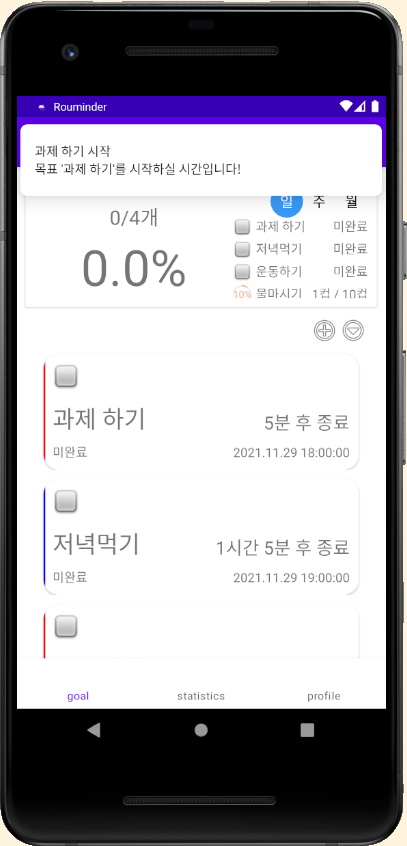 Rouminder
과제 하기 시작
목표 '과제 하기'를 시작하실 시간입니다!
일 주 월
0/4개
0.0%
과제 하기 미완료
저녁먹기 미완료
운동하기 미완료
10% 물마시기 1컵 / 10컵
과제 하기 5분 후 종료
미완료 2021.11.29 18:00:00
저녁먹기 1시간 5분 후 종료
미완료 2021.11.29 19:00:00
goal statistics profile